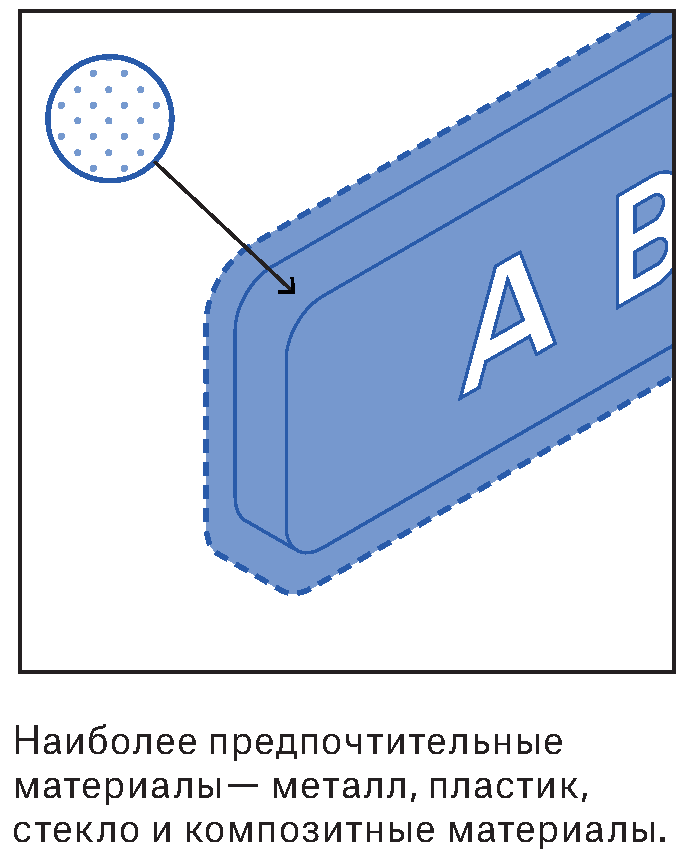 A B
Наиболее предпочтительные
материалы— металл, пластик,
стекло и композитные материалы.